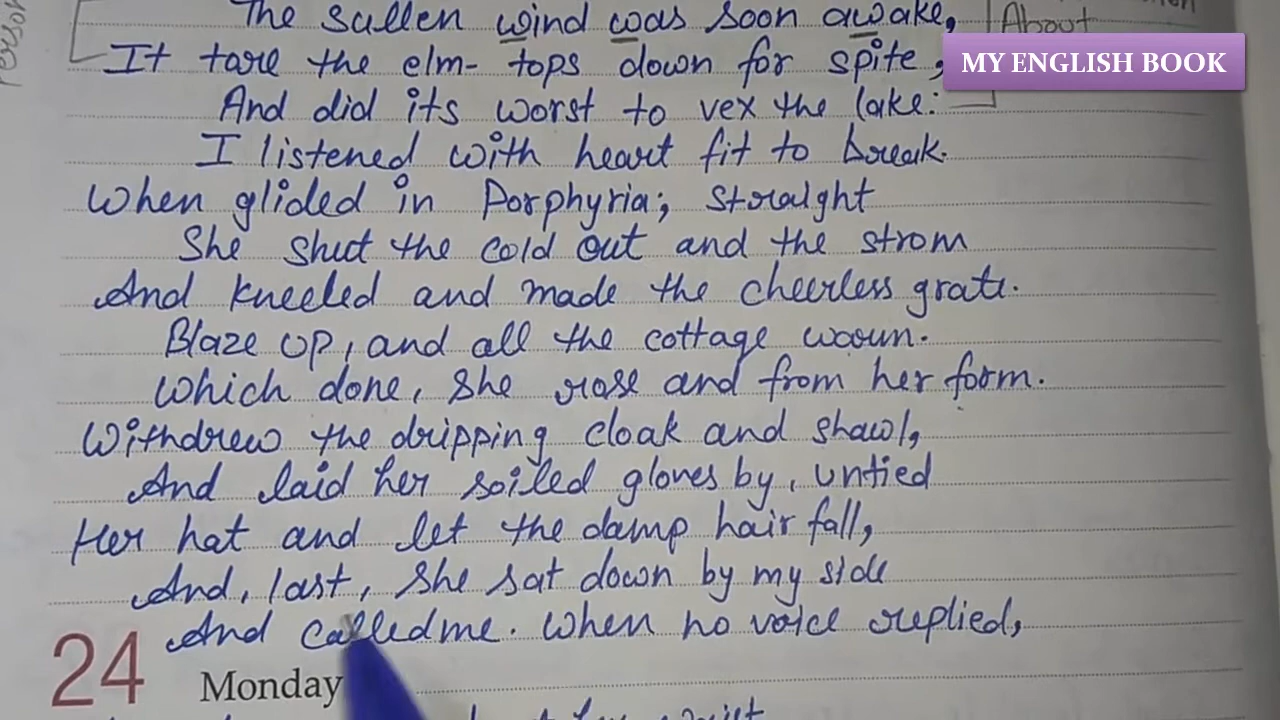 The sullen wind was soon awake,
About
It tare the elm- tops down for spite,
MY ENGLISH BOOK
And did its worst to vex the lake:
I listened with heart fit to break.
When glided in Porphyria; straight
She shut the cold out and the strom
And kneeled and made the cheerless grate.
Blaze up, and all the cottage warm.
Which done, she rose and from her form.
Withdrew the dripping cloak and shawl,
And laid her soiled gloves by, untied
Her hat and let the damp hair fall,
And, last, she sat down by my side
And called me. When no voice replied,
24 Monday